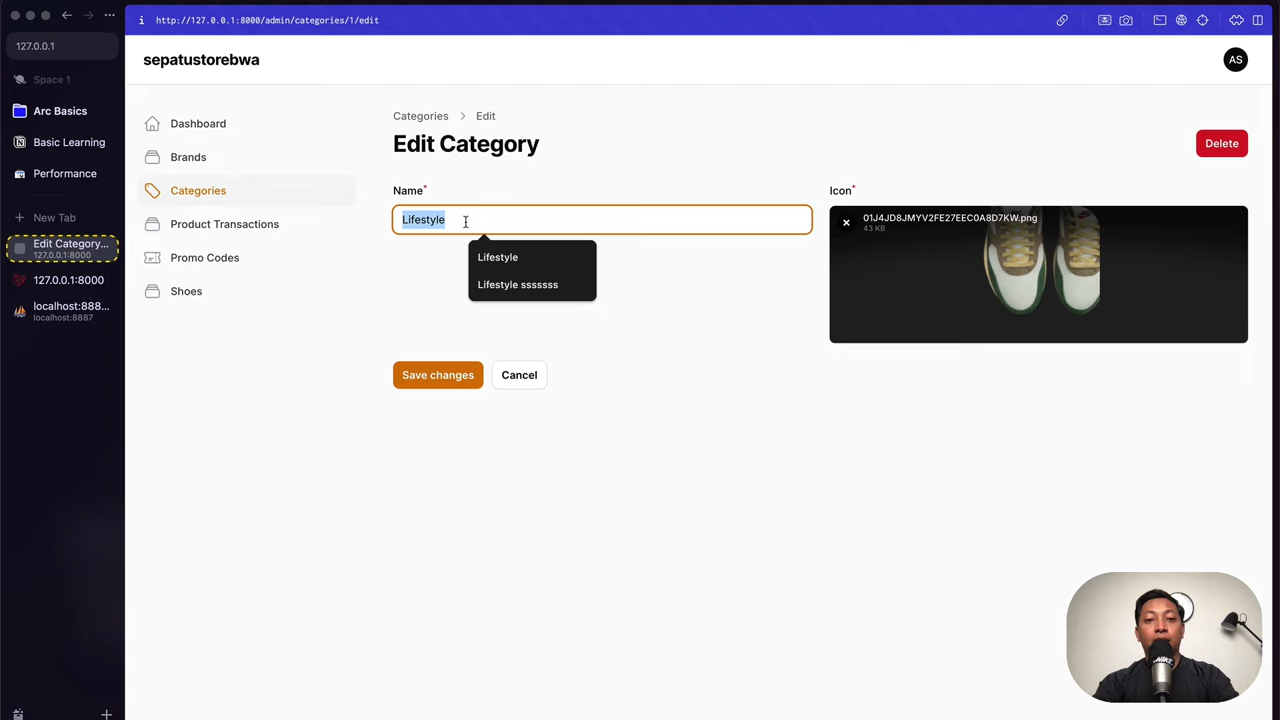 http://127.0.0.1:8000/admin/categories/1/edit
127.0.0.1
Space 1
Arc Basics
Basic Learning
Performance
New Tab
Edit Category...
127.0.0.1:8000
127.0.0.1:8000
localhost:888...
localhost:8887
sepatustorebwa
AS
Dashboard
Brands
Categories
Product Transactions
Promo Codes
Shoes
Categories > Edit
Edit Category
Delete
Name*
Lifestyle
Lifestyle
Lifestyle sssssss
Icon*
01J4JD8JMYV2FE27EEC0A8D7KW.png
43 KB
Save changes
Cancel
NIKE